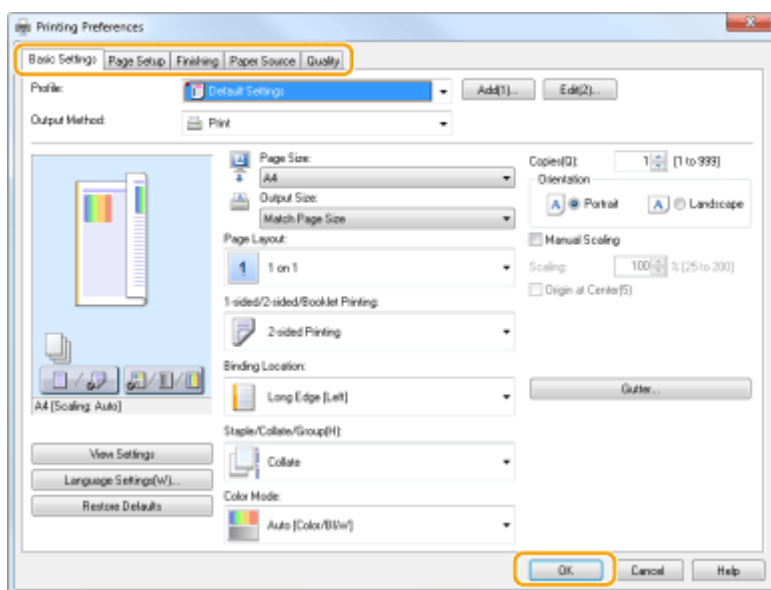 Printing Preferences
Basic Settings Page Setup Finishing Paper Source Quality
Profile: Default Settings Add(1)... Edit(2)...
Output Method: Print
Page Size:
A4
Output Size:
Match Page Size
Page Layout:
1 1 on 1
1-sided/2-sided/Booklet Printing:
2-sided Printing
Binding Location:
Long Edge [Left]
Staple/Collate/Group(H):
Collate
Color Mode:
Auto [Color/B&W]
Copies(Q): 1 [1 to 999]
Orientation
A Portrait A Landscape
Manual Scaling
Scaling: 100 % [25 to 200]
Origin at Center(5)
Gutter...
A4 [Scaling: Auto]
View Settings
Language Settings(W)...
Restore Defaults
OK Cancel Help